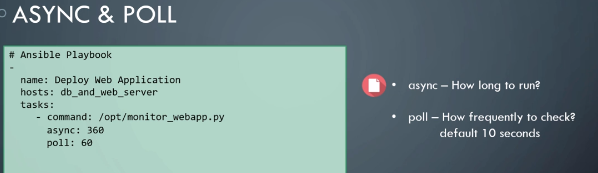 ASYNC & POLL
# Ansible Playbook
-
name: Deploy Web Application
hosts: db_and_web_server
tasks:
- command: /opt/monitor_webapp.py
async: 360
poll: 60
• async – How long to run?
• poll – How frequently to check?
default 10 seconds